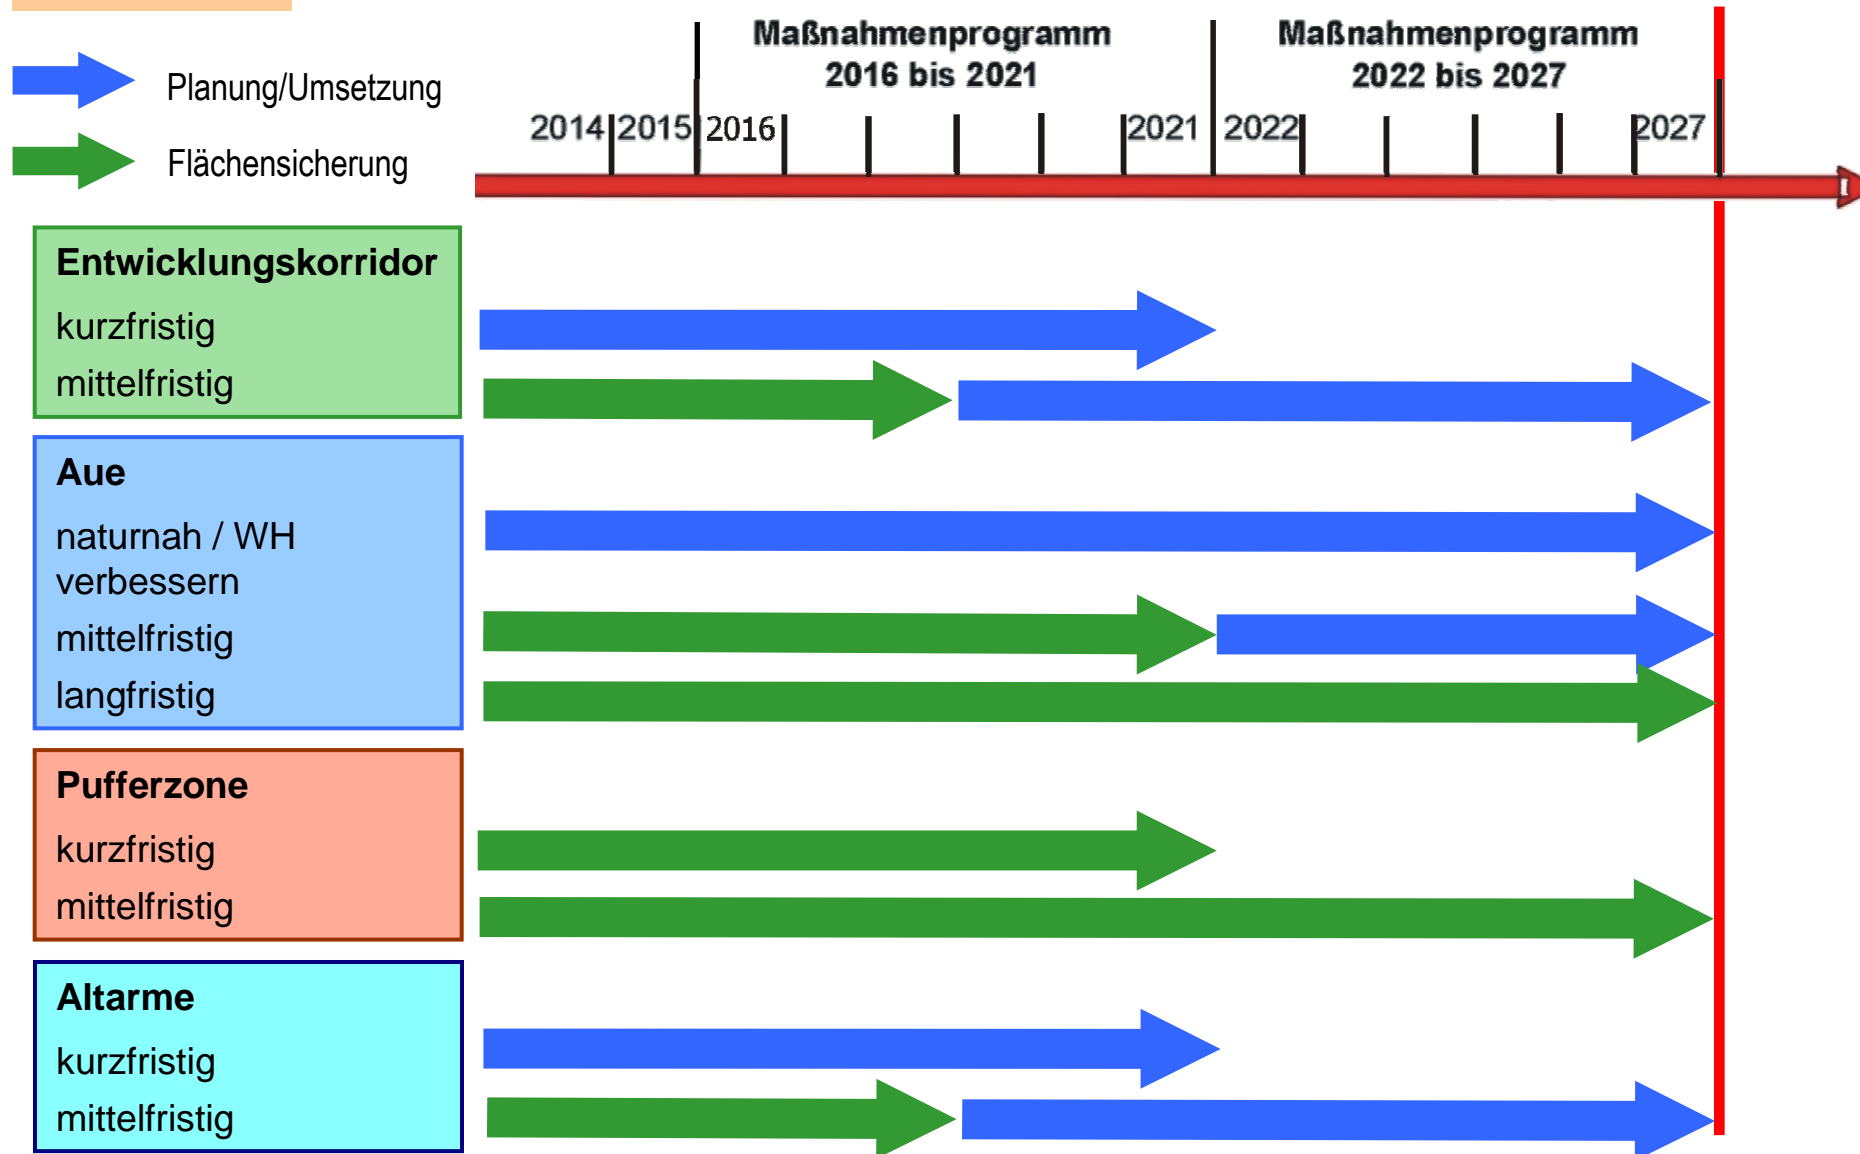 Planung/Umsetzung
Flächensicherung
Maßnahmenprogramm
2016 bis 2021
Maßnahmenprogramm
2022 bis 2027
2014 2015 2016 2021 2022 2027
Entwicklungskorridor
kurzfristig
mittelfristig
Aue
naturnah / WH
verbessern
mittelfristig
langfristig
Pufferzone
kurzfristig
mittelfristig
Altarme
kurzfristig
mittelfristig